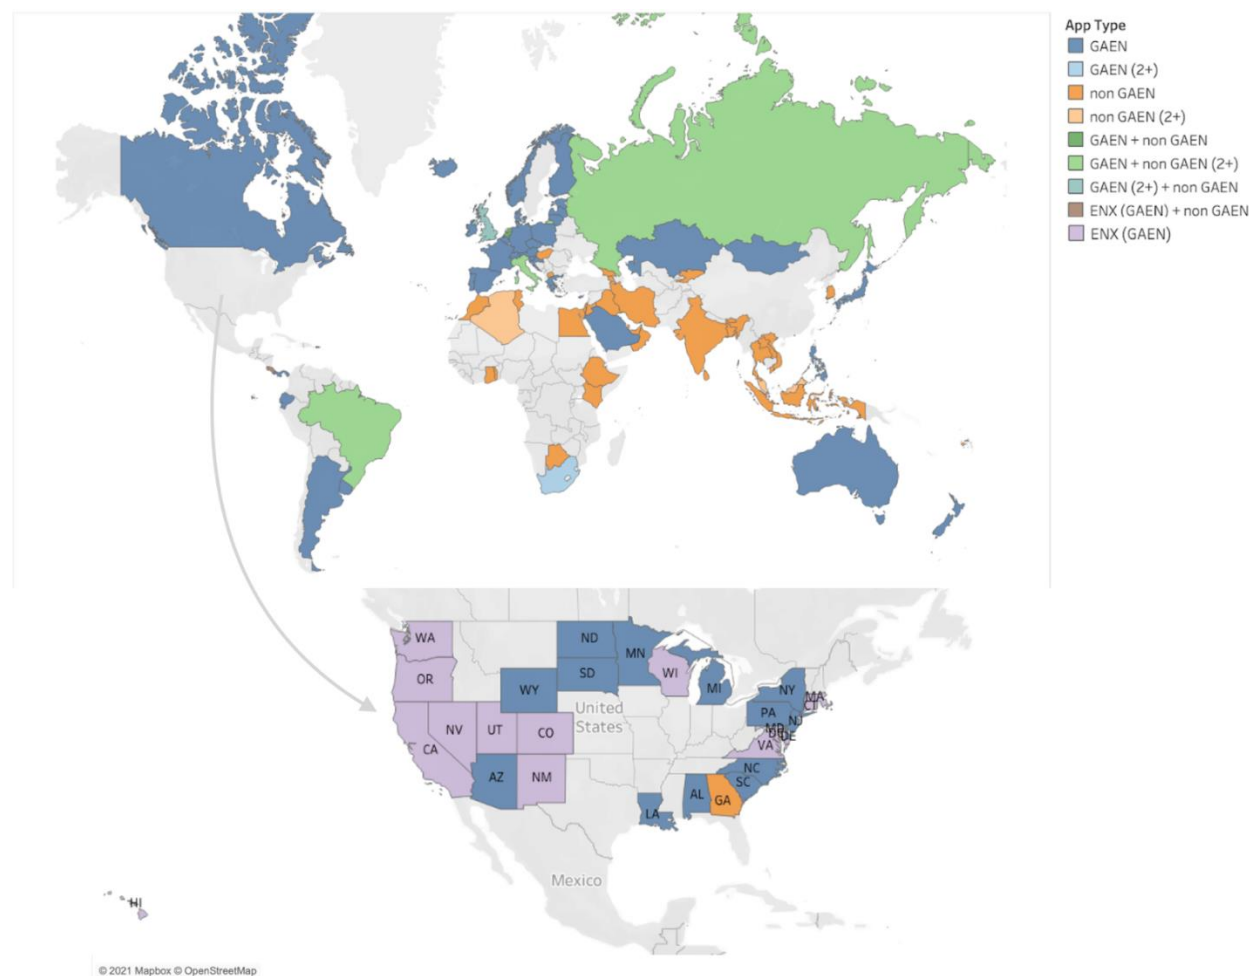 App Type
GAEN
GAEN (2+)
non GAEN
non GAEN (2+)
GAEN + non GAEN
GAEN + non GAEN (2+)
GAEN (2+) + non GAEN
ENX (GAEN) + non GAEN
ENX (GAEN)
WA
ND
MN
OR
SD
WI
WY
MI
NY
MA
CT
United
States
PA
NJ
NV
UT
CO
MD
DE
CA
VA
AZ
NM
NC
SC
AL
GA
LA
Mexico
HI
© 2021 Mapbox © OpenStreetMap